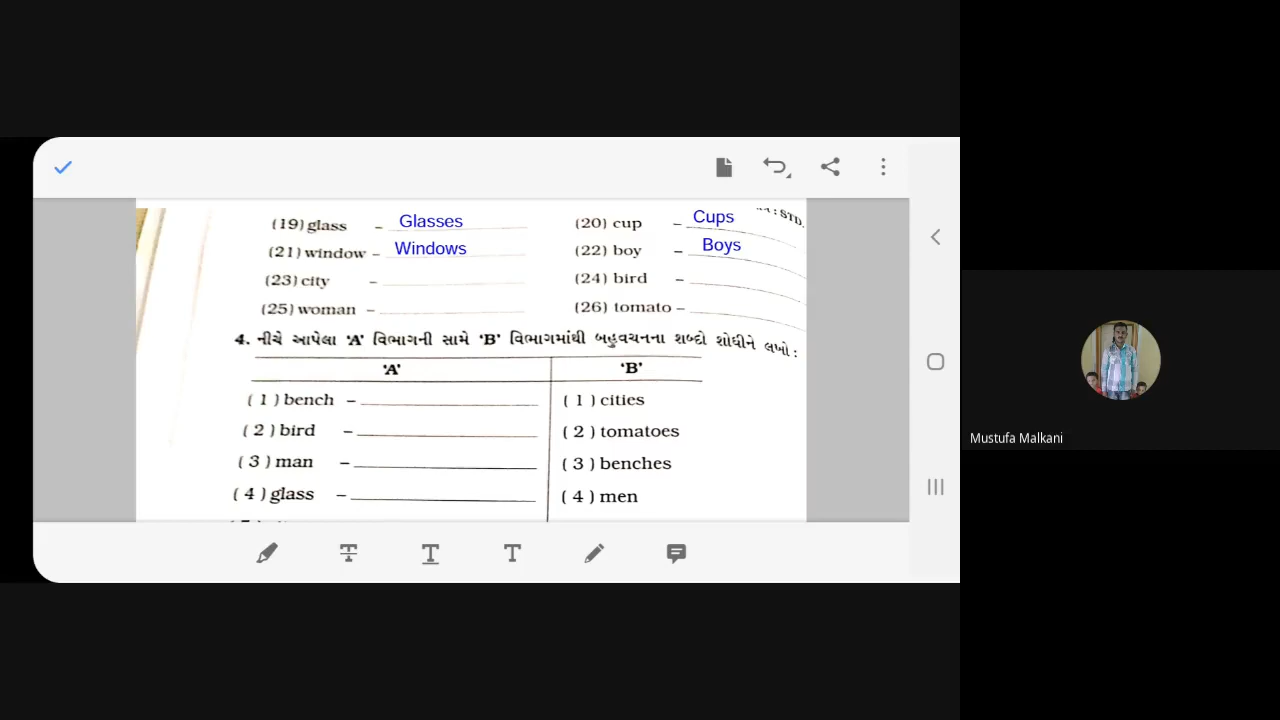 (19) glass – Glasses (20) cup – Cups
(21) window – Windows (22) boy – Boys
(23) city – (24) bird –
(25) woman – (26) tomato –
: STD.
4. નીચે આપેલા 'A' વિભાગની સામે 'B' વિભાગમાંથી બહુવચનના શબ્દો શોધીને લખો :
'A' 'B'
( 1 ) bench – ( 1 ) cities
( 2 ) bird – ( 2 ) tomatoes
( 3 ) man – ( 3 ) benches
( 4 ) glass – ( 4 ) men
Mustufa Malkani